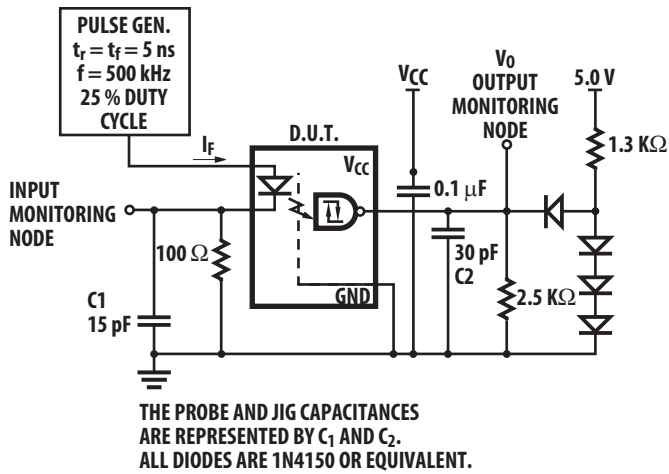 PULSE GEN.
tr = tf = 5 ns
f = 500 kHz
25 % DUTY
CYCLE
IF
D.U.T.
VCC
GND
INPUT
MONITORING
NODE
100 Ω
C1
15 pF
VCC
0.1 µF
VO
OUTPUT
MONITORING
NODE
5.0 V
1.3 KΩ
30 pF
C2
2.5 KΩ
THE PROBE AND JIG CAPACITANCES
ARE REPRESENTED BY C1 AND C2.
ALL DIODES ARE 1N4150 OR EQUIVALENT.